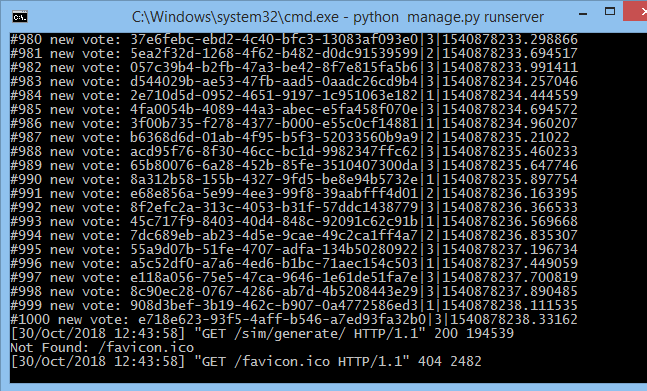 C:\Windows\system32\cmd.exe - python manage.py runserver
#980 new vote: 37e6febc-ebd2-4c40-bfc3-13083af093e0|3|1540878233.298866
#981 new vote: 5ea2f32d-1268-4f62-b482-d0dc91539599|2|1540878233.694517
#982 new vote: 057c39b4-b2fb-47a3-be42-8f7e815fa5b6|3|1540878233.991411
#983 new vote: d544029b-ae53-47fb-aad5-0aadc26cd9b4|3|1540878234.257046
#984 new vote: 2e710d5d-0952-4651-9197-1c951063e182|1|1540878234.444559
#985 new vote: 4fa0054b-4089-44a3-abec-e5fa458f070e|3|1540878234.694572
#986 new vote: 3f00b735-f278-4377-b000-e55c0cf14881|1|1540878234.960207
#987 new vote: b6368d6d-01ab-4f95-b5f3-52033560b9a9|2|1540878235.21022
#988 new vote: acd95f76-8f30-46cc-bc1d-9982347ffc62|3|1540878235.460233
#989 new vote: 65b80076-6a28-452b-85fe-3510407300da|3|1540878235.647746
#990 new vote: 8a312b58-155b-4327-9fd5-be8e94b5732e|1|1540878235.897754
#991 new vote: e68e856a-5e99-4ee3-99f8-39aabfff4d01|2|1540878236.163395
#992 new vote: 8f2efc2a-313c-4053-b31f-57ddc1438779|3|1540878236.366533
#993 new vote: 45c717f9-8403-40d4-848c-92091c62c91b|1|1540878236.569668
#994 new vote: 7dc689eb-ab23-4d5e-9cae-49c2ca1ff4a7|2|1540878236.835307
#995 new vote: 55a9d07b-51fe-4707-adfa-134b50280922|3|1540878237.196734
#996 new vote: a5c52df0-a7a6-4ed6-b1bc-71aec154c503|1|1540878237.449059
#997 new vote: e118a056-75e5-47ca-9646-1e61de51fa7e|3|1540878237.700819
#998 new vote: 8c90ec28-0767-4286-ab7d-4b5208443e29|3|1540878237.890485
#999 new vote: 908d3bef-3b19-462c-b907-0a4772586ed3|1|1540878238.111535
#1000 new vote: e718e623-93f5-4aff-b546-a7ed93fa32b0|3|1540878238.33162
[30/Oct/2018 12:43:58] "GET /sim/generate/ HTTP/1.1" 200 194539
Not Found: /favicon.ico
[30/Oct/2018 12:43:58] "GET /favicon.ico HTTP/1.1" 404 2482